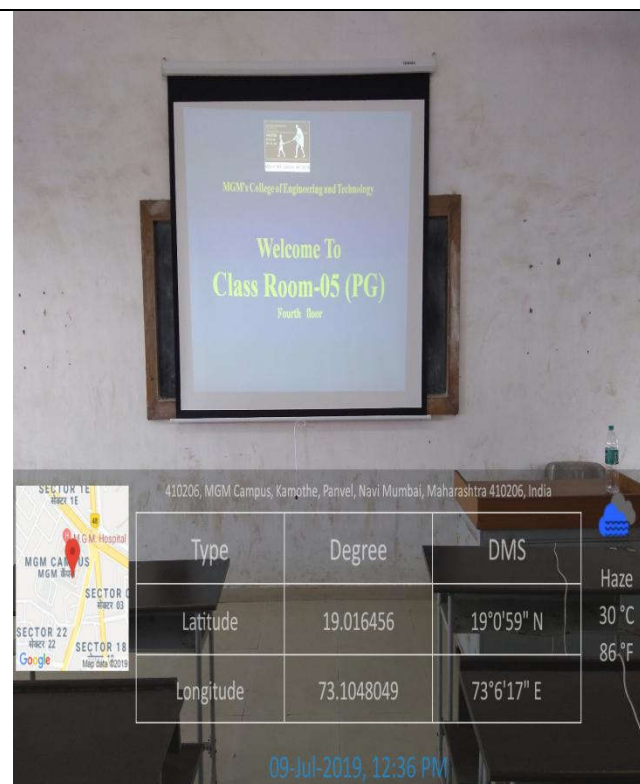 MGM's College of Engineering and Technology
Welcome To
Class Room-05 (PG)
Fourth floor
410206, MGM Campus, Kamothe, Panvel, Navi Mumbai, Maharashtra 410206, India
SECTOR 1E
सेक्टर 1E
48
M.G.M. Hospital
MGM CAMPUS
MGM कैंपस
SECTOR
सेक्टर 03
SECTOR 22
सेक्टर 22
SECTOR 18
Google
Map data ©2019
Type Degree DMS
Latitude 19.016456 19°0'59" N
Longitude 73.1048049 73°6'17" E
Haze
30 °C
86 °F
09-Jul-2019, 12:36 PM